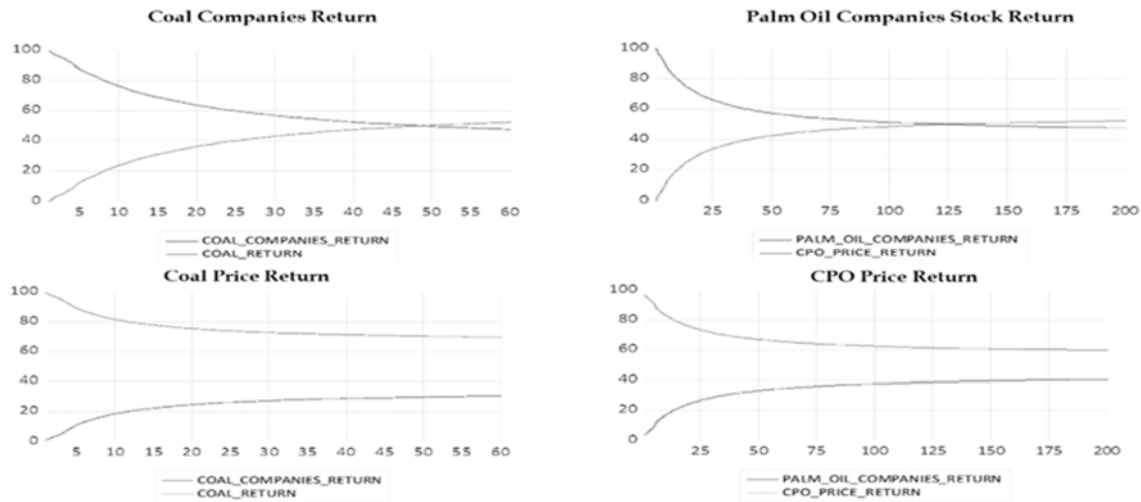 Coal Companies Return
100
80
60
40
20
0
5 10 15 20 25 30 35 40 45 50 55 60
COAL_COMPANIES_RETURN
COAL_RETURN
Palm Oil Companies Stock Return
100
80
60
40
20
0
25 50 75 100 125 150 175 200
PALM_OIL_COMPANIES_RETURN
CPO_PRICE_RETURN
Coal Price Return
100
80
60
40
20
0
5 10 15 20 25 30 35 40 45 50 55 60
COAL_COMPANIES_RETURN
COAL_RETURN
CPO Price Return
100
80
60
40
20
0
25 50 75 100 125 150 175 200
PALM_OIL_COMPANIES_RETURN
CPO_PRICE_RETURN